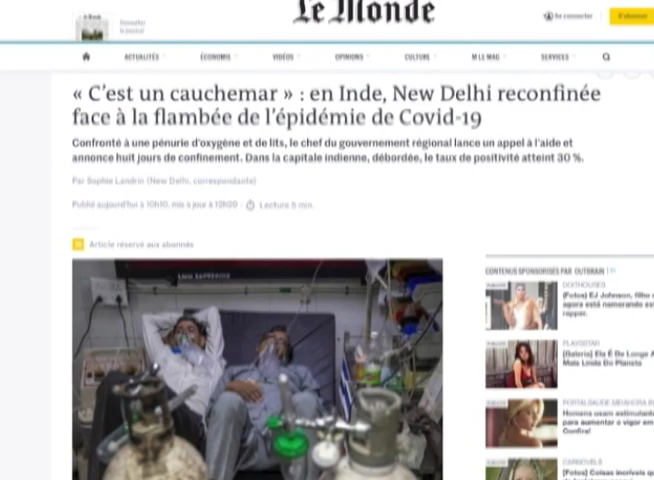 Le Monde
Se connecter
ACTUALITÉS
ÉCONOMIE
VIDÉOS
OPINIONS
CULTURE
M LE MAG
SERVICES
« C'est un cauchemar » : en Inde, New Delhi reconfinée
face à la flambée de l'épidémie de Covid-19
Confronté à une pénurie d'oxygène et de lits, le chef du gouvernement régional lance un appel à l'aide et
annonce huit jours de confinement. Dans la capitale indienne, débordée, le taux de positivité atteint 30 %.
Par Sophie Landrin (New Delhi, correspondante)
Publié aujourd'hui à 10h10, mis à jour à
Lecture 5 min.
Article réservé aux abonnés
CONTENUS SPONSORISÉS PAR OUTBRAIN
[Fotos] EJ Johnson, filho
agora está namorando
rapper.
[Galeria] Ela É De Longe A
Mais Linda Do Planeta
Homens usam estimulante
para aumentar o vigor em
Confira!
[Fotos] Coisas incríveis